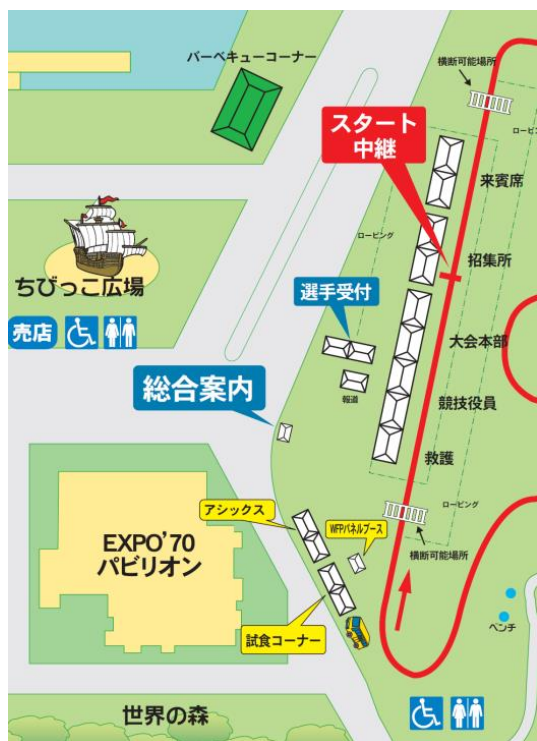 バーベキューコーナー
横断可能場所
スタート
中継
ロービング
来賓席
ロービング
招集所
ちびっこ広場
選手受付
売店
大会本部
報道
総合案内
競技役員
救護
アシックス
WFPパネルブース
ロービング
横断可能場所
EXPO'70
パビリオン
試食コーナー
ベンチ
世界の森